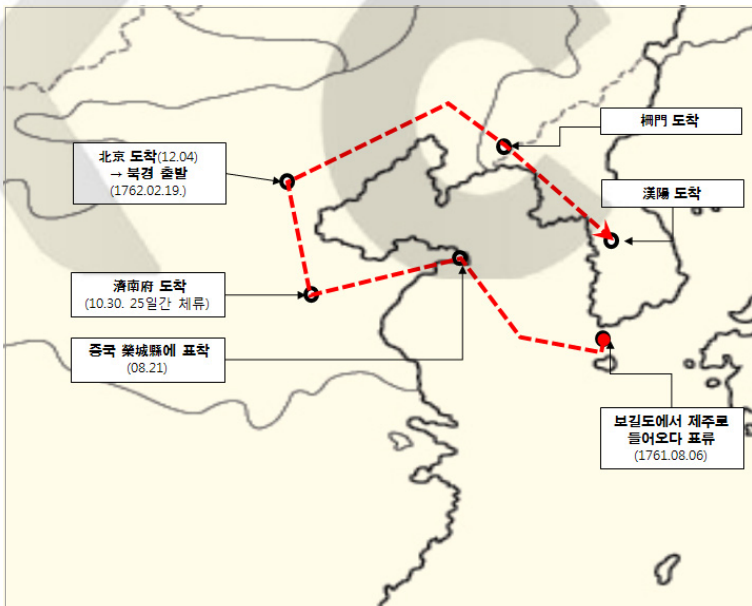 北京 도착(12.04)
→ 북경 출발
(1762.02.19.)
柵門 도착
漢陽 도착
濟南府 도착
(10.30. 25일간 체류)
중국 榮城縣에 표착
(08.21)
보길도에서 제주로
들어오다 표류
(1761.08.06)